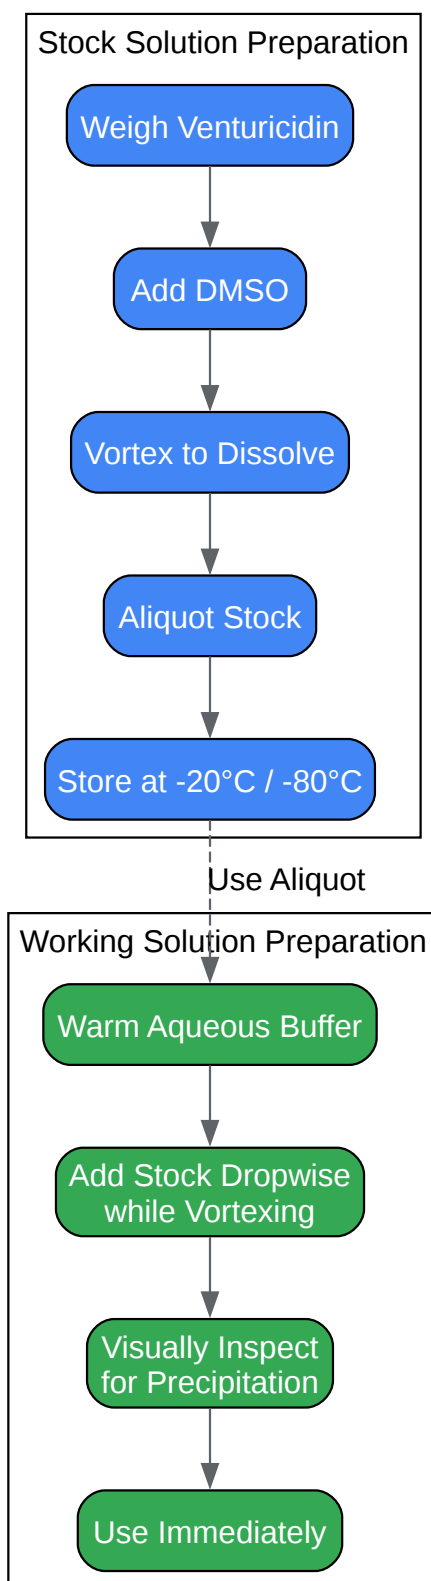 Stock Solution Preparation
Weigh Venturicidin
Add DMSO
Vortex to Dissolve
Aliquot Stock
Store at -20°C / -80°C
Use Aliquot
Working Solution Preparation
Warm Aqueous Buffer
Add Stock Dropwise
while Vortexing
Visually Inspect
for Precipitation
Use Immediately